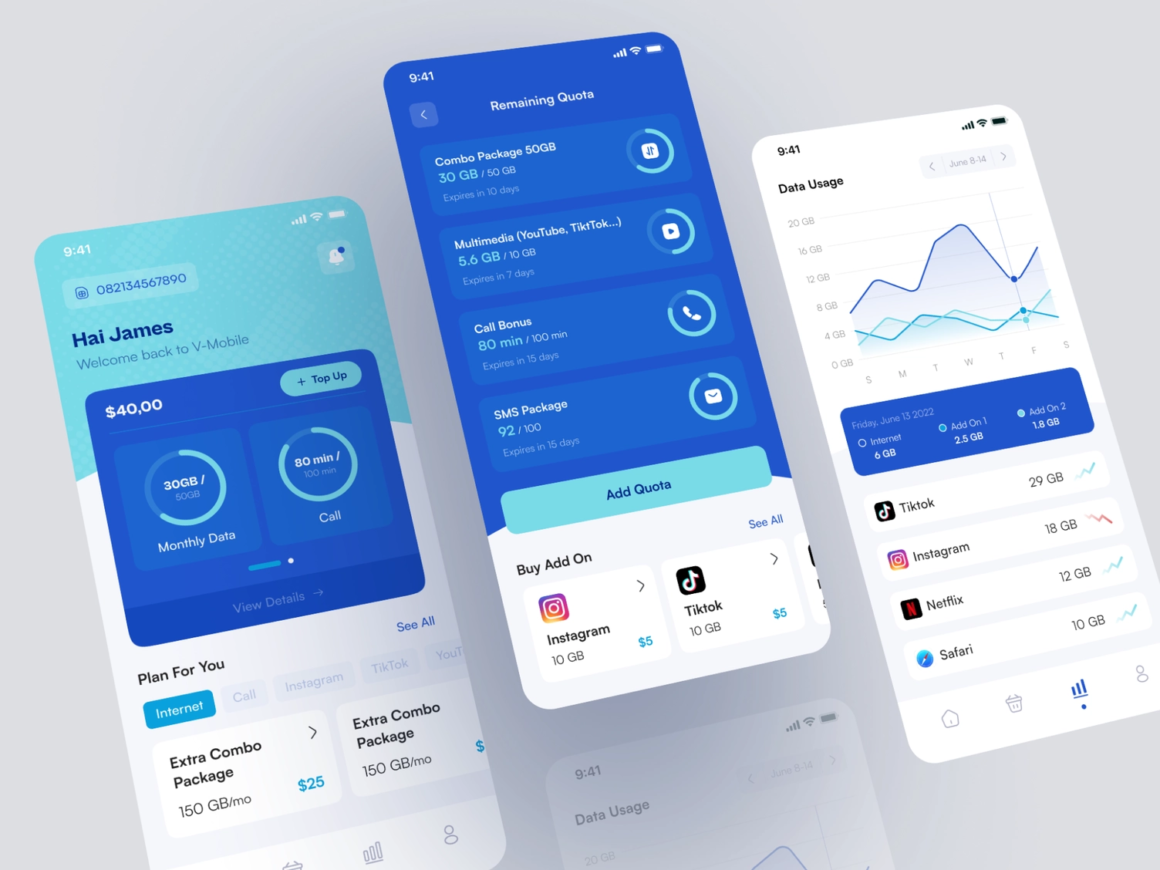 9:41
082134567890
Hai James
Welcome back to V-Mobile
$40,00
+ Top Up
30GB /
50GB
Monthly Data
80 min /
100 min
Call
View Details →
See All
Plan For You
Internet
Call
Instagram
TikTok
Extra Combo
Package
150 GB/mo
$25
Extra Combo
Package
150 GB/mo
$
9:41
Remaining Quota
Combo Package 50GB
30 GB / 50 GB
Expires in 10 days
Multimedia (YouTube, TiktTok...)
5.6 GB / 10 GB
Expires in 7 days
Call Bonus
80 min / 100 min
Expires in 15 days
SMS Package
92 / 100
Expires in 15 days
Add Quota
See All
Buy Add On
Instagram
10 GB
$5
Tiktok
10 GB
$5
9:41
Data Usage
June 8-14
20 GB
16 GB
12 GB
8 GB
4 GB
0 GB
S M T W T F S
Friday, June 13 2022
Internet
6 GB
Add On 1
2.5 GB
Add On 2
1.8 GB
Tiktok 29 GB
Instagram 18 GB
Netflix 12 GB
Safari 10 GB
9:41
Data Usage
June 8-14
20 GB